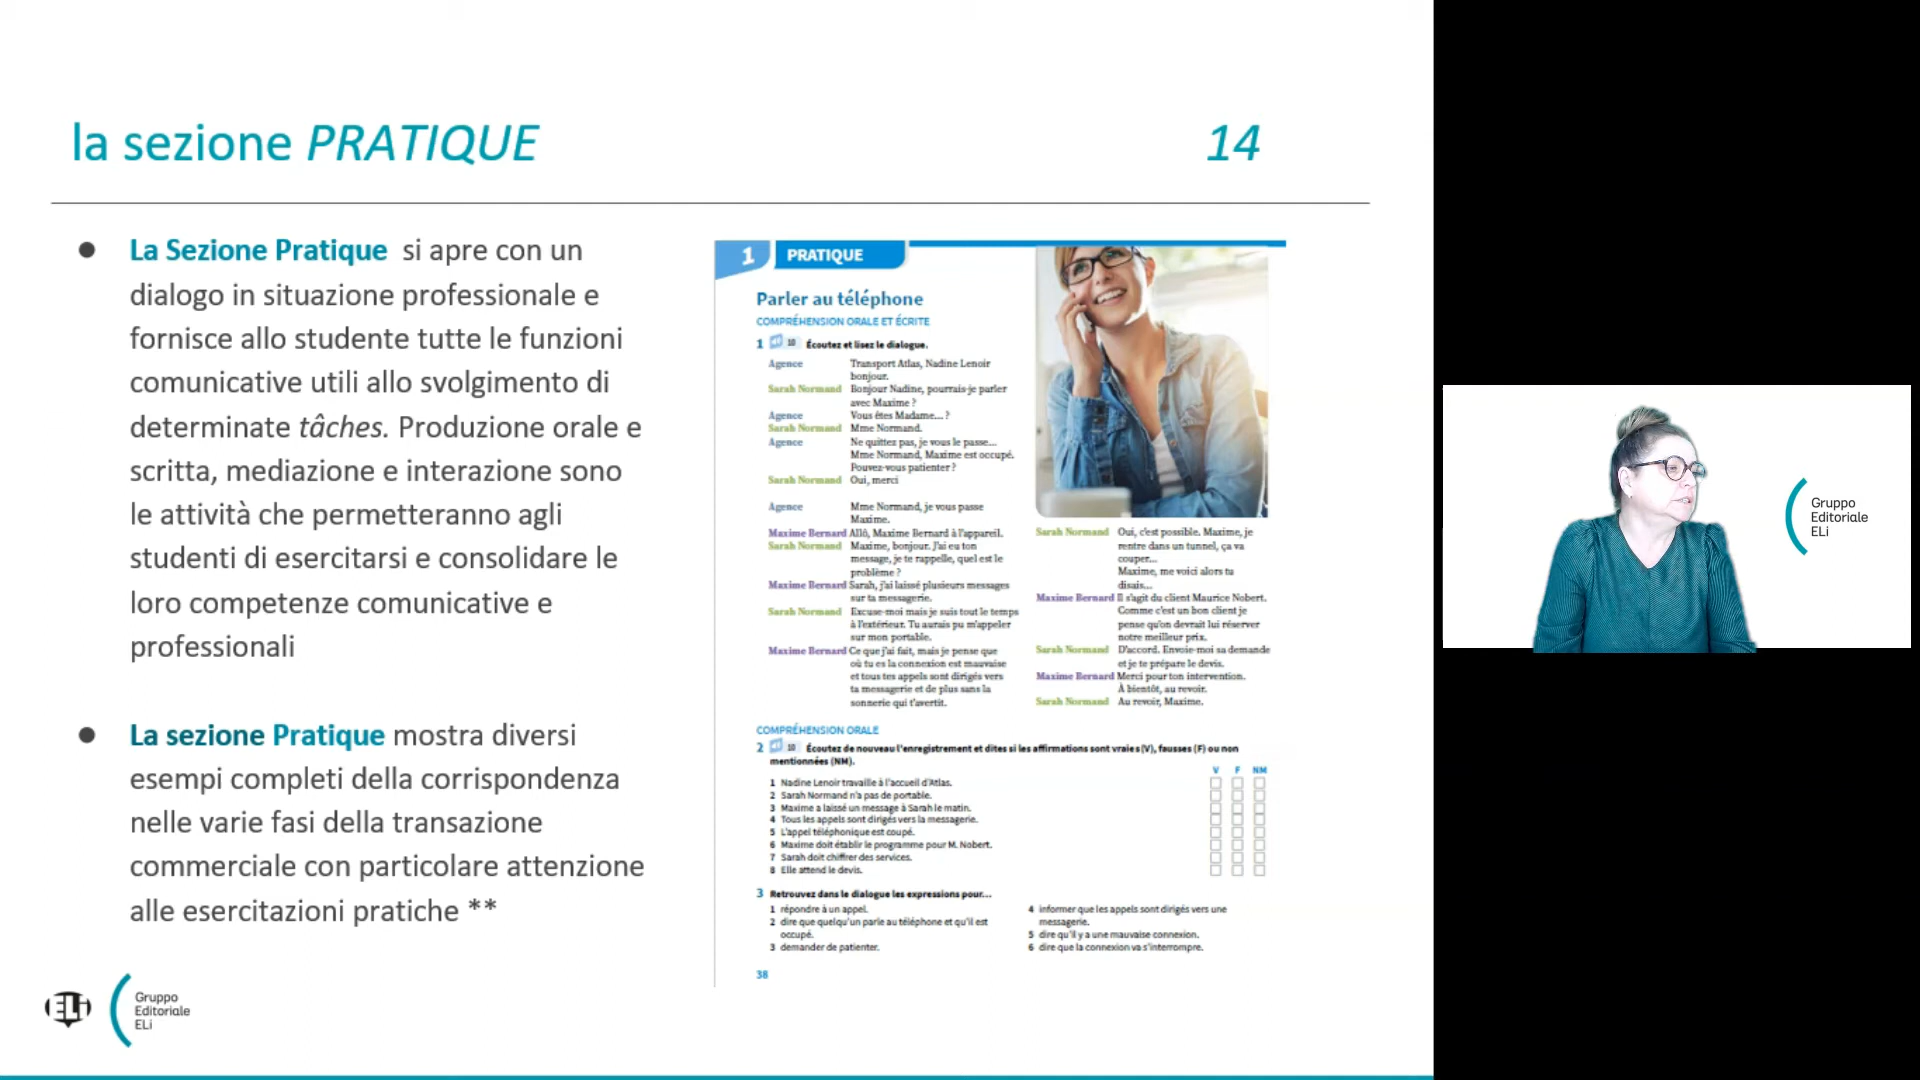 la sezione PRATIQUE
14
● La Sezione Pratique si apre con un
dialogo in situazione professionale e
fornisce allo studente tutte le funzioni
comunicative utili allo svolgimento di
determinate tâches. Produzione orale e
scritta, mediazione e interazione sono
le attività che permetteranno agli
studenti di esercitarsi e consolidare le
loro competenze comunicative e
professionali
● La sezione Pratique mostra diversi
esempi completi della corrispondenza
nelle varie fasi della transazione
commerciale con particolare attenzione
alle esercitazioni pratiche **
1 PRATIQUE
Parler au téléphone
COMPRÉHENSION ORALE ET ÉCRITE
1 10 Écoutez et lisez le dialogue.
Agence Transport Atlas, Nadine Lenoir
bonjour.
Sarah Normand Bonjour Nadine, pourrais-je parler
avec Maxime ?
Agence Vous êtes Madame... ?
Sarah Normand Mme Normand.
Agence Ne quittez pas, je vous le passe...
Mme Normand, Maxime est occupé.
Pouvez-vous patienter ?
Sarah Normand Oui, merci
Agence Mme Normand, je vous passe
Maxime.
Maxime Bernard Allô, Maxime Bernard à l'appareil.
Sarah Normand Maxime, bonjour. J'ai eu ton
message, je te rappelle, quel est le
problème ?
Maxime Bernard Sarah, j'ai laissé plusieurs messages
sur ta messagerie.
Sarah Normand Excuse-moi mais je suis tout le temps
à l'extérieur. Tu aurais pu m'appeler
sur mon portable.
Maxime Bernard Ce que j'ai fait, mais je pense que
où tu es la connexion est mauvaise
et tous tes appels sont dirigés vers
ta messagerie et de plus sans la
sonnerie qui t'avertit.
Sarah Normand Oui, c'est possible. Maxime, je
rentre dans un tunnel, ça va
couper...
Maxime, me voici alors tu
disais...
Maxime Bernard Il s'agit du client Maurice Nobert.
Comme c'est un bon client je
pense qu'on devrait lui réserver
notre meilleur prix.
Sarah Normand D'accord. Envoie-moi sa demande
et je te prépare le devis.
Maxime Bernard Merci pour ton intervention.
À bientôt, au revoir.
Sarah Normand Au revoir, Maxime.
COMPRÉHENSION ORALE
2 10 Écoutez de nouveau l'enregistrement et dites si les affirmations sont vraies (V), fausses (F) ou non
mentionnées (NM).
V F NM
1 Nadine Lenoir travaille à l'accueil d'Atlas.
2 Sarah Normand n'a pas de portable.
3 Maxime a laissé un message à Sarah le matin.
4 Tous les appels sont dirigés vers la messagerie.
5 L'appel téléphonique est coupé.
6 Maxime doit établir le programme pour M. Nobert.
7 Sarah doit chiffrer des services.
8 Elle attend le devis.
3 Retrouvez dans le dialogue les expressions pour...
1 répondre à un appel.
2 dire que quelqu'un parle au téléphone et qu'il est
occupé.
3 demander de patienter.
4 informer que les appels sont dirigés vers une
messagerie.
5 dire qu'il y a une mauvaise connexion.
6 dire que la connexion va s'interrompre.
38
ELi
Gruppo
Editoriale
ELi
Gruppo
Editoriale
ELi